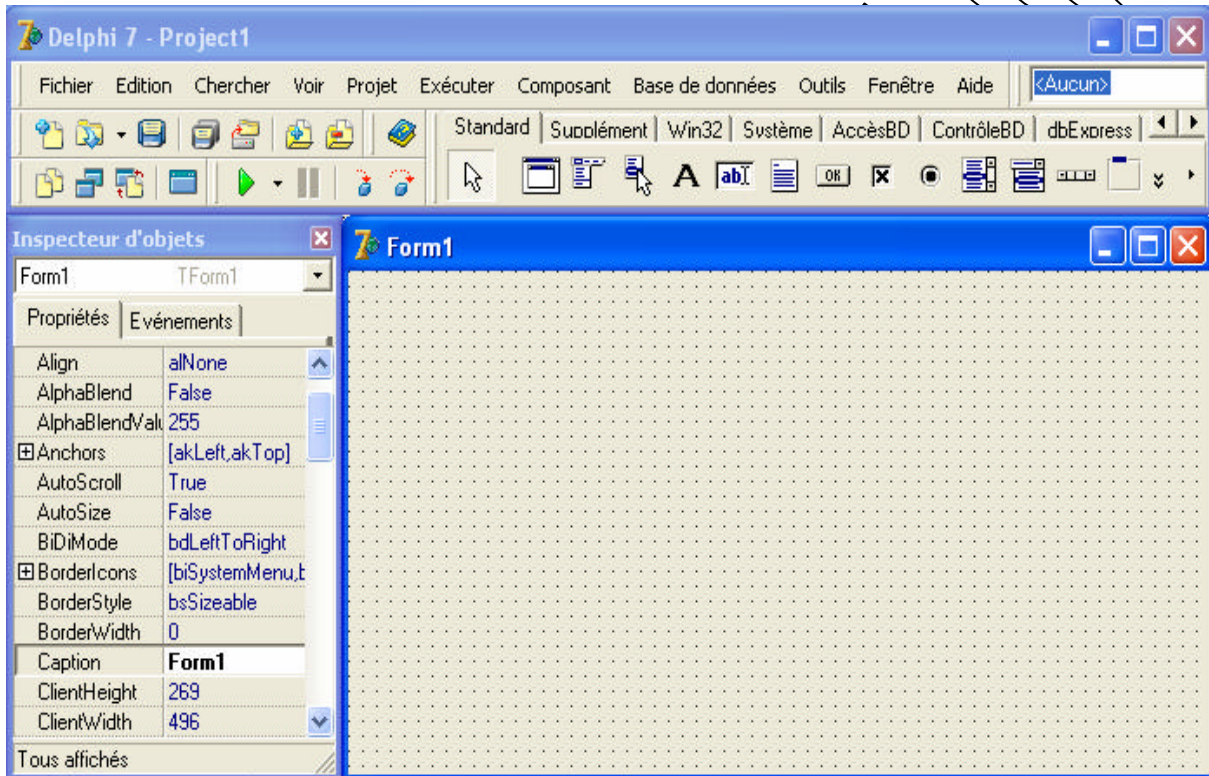 Delphi 7 - Project1
Fichier Edition Chercher Voir Projet Exécuter Composant Base de données Outils Fenêtre Aide <Aucun>
Standard Supplément Win32 Système AccèsBD ContrôleBD dbExpress
A ab OK
Inspecteur d'objets
Form1 TForm1
Propriétés Evénements
Align alNone
AlphaBlend False
AlphaBlendValu 255
Anchors [akLeft,akTop]
AutoScroll True
AutoSize False
BiDiMode bdLeftToRight
BorderIcons [biSystemMenu,b
BorderStyle bsSizeable
BorderWidth 0
Caption Form1
ClientHeight 269
ClientWidth 496
Tous affichés
Form1